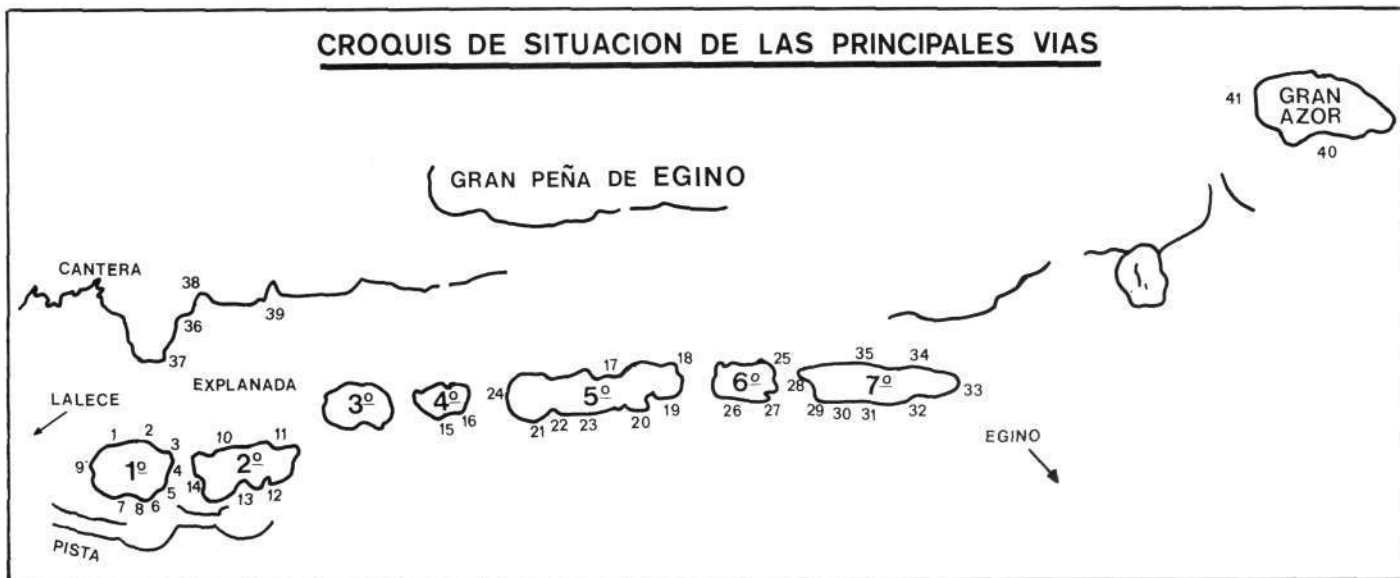 CROQUIS DE SITUACION DE LAS PRINCIPALES VIAS
41
GRAN
AZOR
40
GRAN PEÑA DE EGINO
CANTERA
38
36
39
37
EXPLANADA
LALECE
3º
4º
15
16
24
17
18
5º
21
22
23
20
19
25
6º
26
27
28
35
34
7º
33
29
30
31
32
EGINO
1
2
3
9
1º
4
5
7
8
6
10
11
2º
14
13
12
PISTA